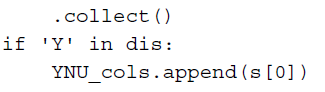 .collect()
if 'Y' in dis:
YNU_cols.append(s[0])